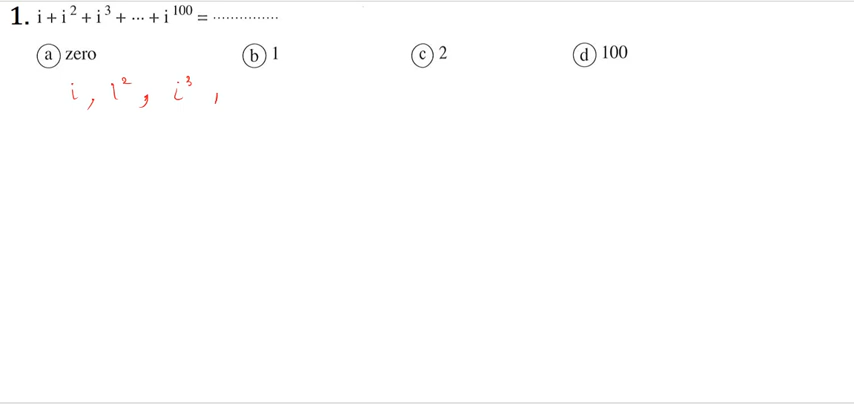 1. i + i² + i³ + ... + i¹⁰⁰ = ...............
ⓐ zero ⓑ 1 ⓒ 2 ⓓ 100
i, i², i³,